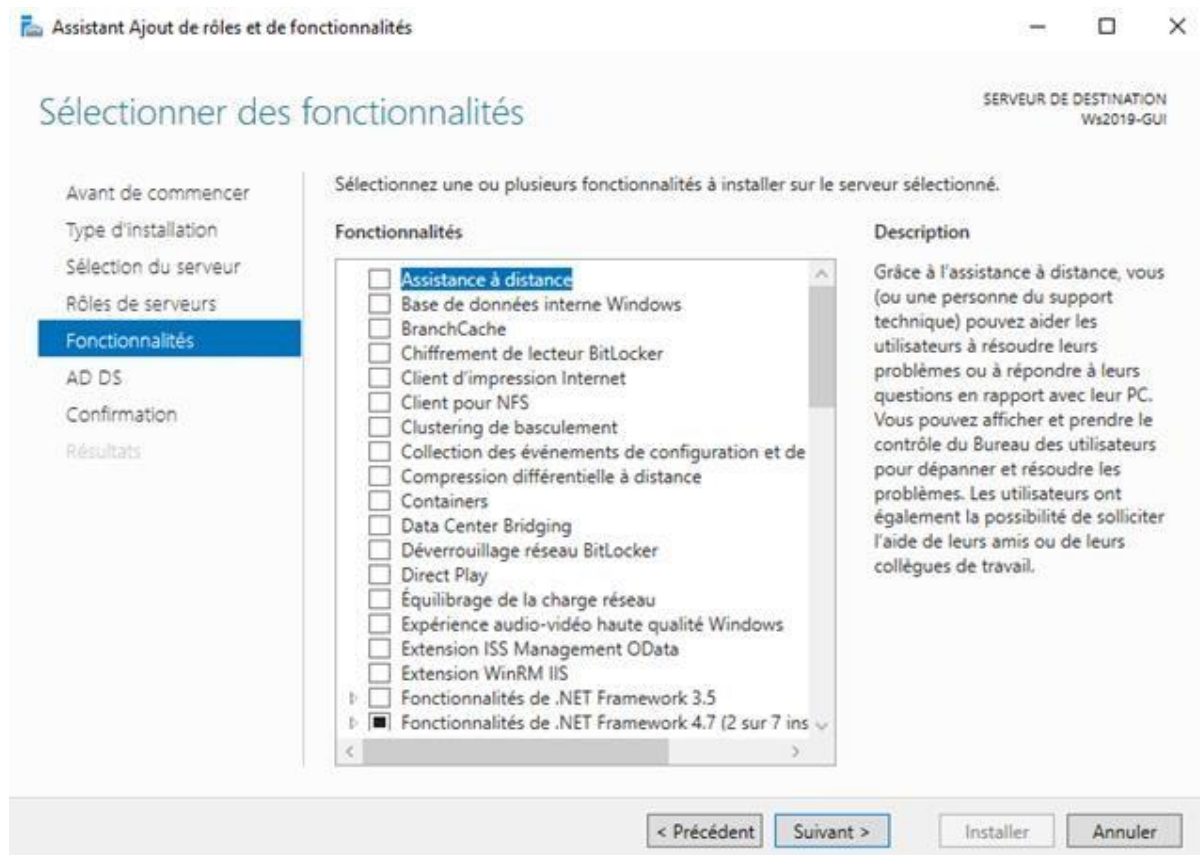 Assistant Ajout de rôles et de fonctionnalités
Sélectionner des fonctionnalités
SERVEUR DE DESTINATION
Ws2019-GUI
Avant de commencer
Type d'installation
Sélection du serveur
Rôles de serveurs
Fonctionnalités
AD DS
Confirmation
Résultats
Sélectionnez une ou plusieurs fonctionnalités à installer sur le serveur sélectionné.
Fonctionnalités
Assistance à distance
Base de données interne Windows
BranchCache
Chiffrement de lecteur BitLocker
Client d'impression Internet
Client pour NFS
Clustering de basculement
Collection des événements de configuration et de
Compression différentielle à distance
Containers
Data Center Bridging
Déverrouillage réseau BitLocker
Direct Play
Équilibrage de la charge réseau
Expérience audio-vidéo haute qualité Windows
Extension ISS Management OData
Extension WinRM IIS
Fonctionnalités de .NET Framework 3.5
Fonctionnalités de .NET Framework 4.7 (2 sur 7 ins
Description
Grâce à l'assistance à distance, vous
(ou une personne du support
technique) pouvez aider les
utilisateurs à résoudre leurs
problèmes ou à répondre à leurs
questions en rapport avec leur PC.
Vous pouvez afficher et prendre le
contrôle du Bureau des utilisateurs
pour dépanner et résoudre les
problèmes. Les utilisateurs ont
également la possibilité de solliciter
l'aide de leurs amis ou de leurs
collègues de travail.
< Précédent
Suivant >
Installer
Annuler